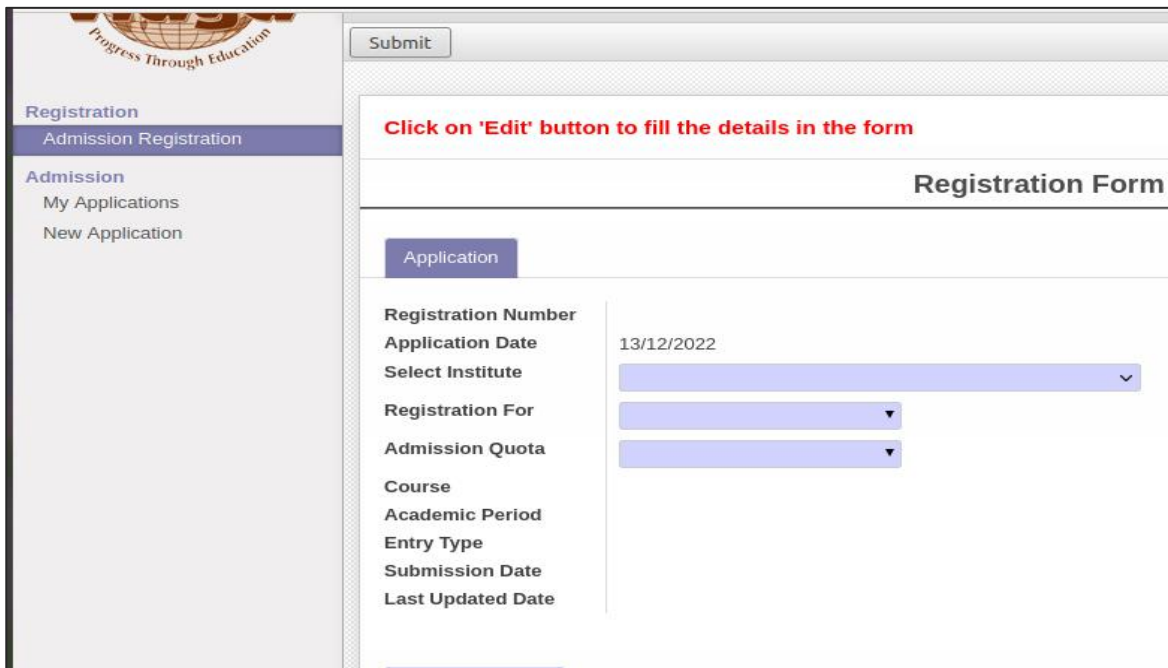 Progress Through Education
Submit
Registration
Admission Registration
Admission
My Applications
New Application
Click on 'Edit' button to fill the details in the form
Registration Form
Application
Registration Number
Application Date 13/12/2022
Select Institute
Registration For
Admission Quota
Course
Academic Period
Entry Type
Submission Date
Last Updated Date